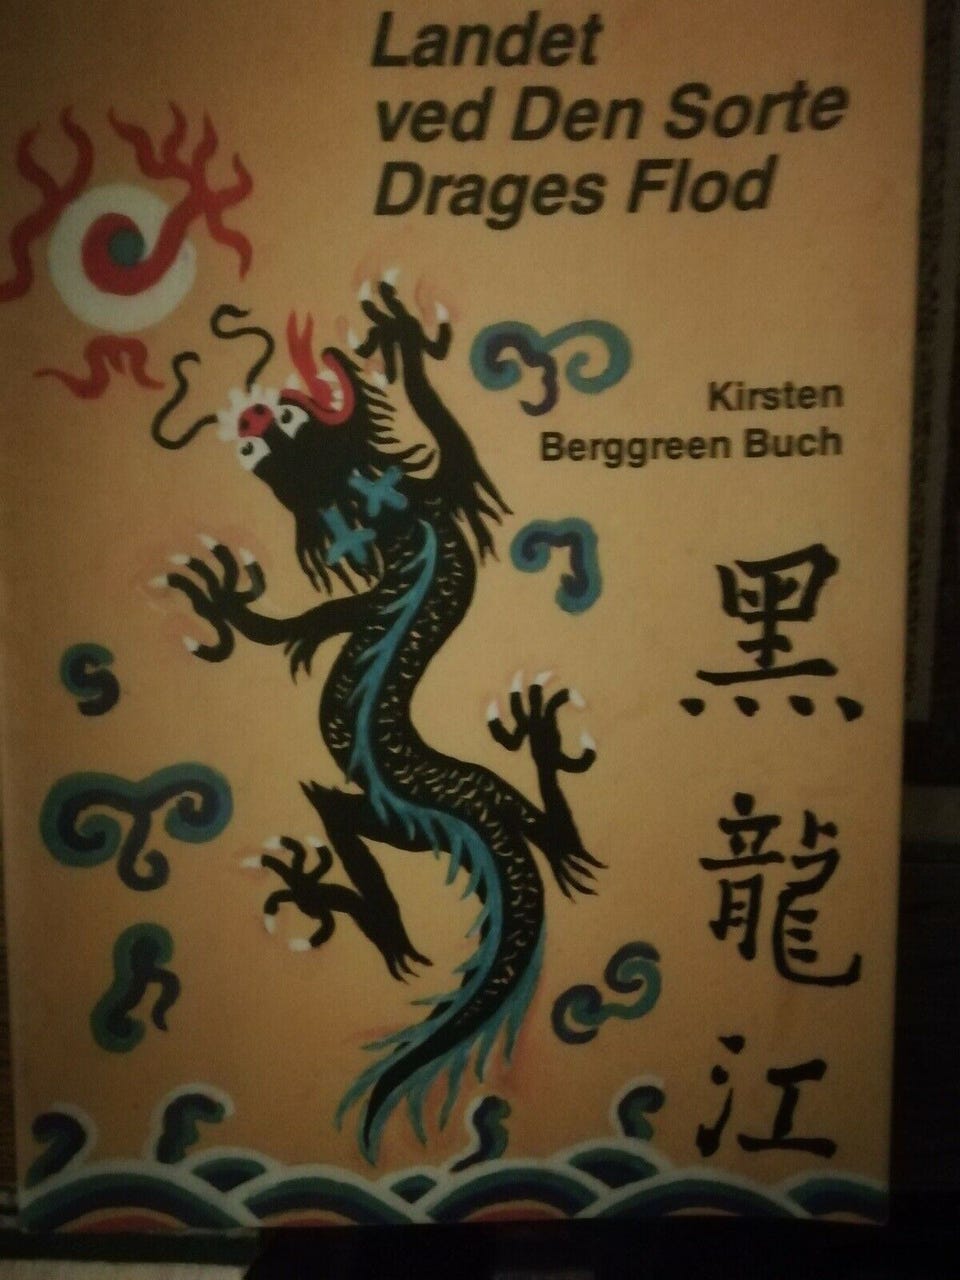 Landet
ved Den Sorte
Drages Flod
Kirsten
Berggreen Buch
黑
龍
江